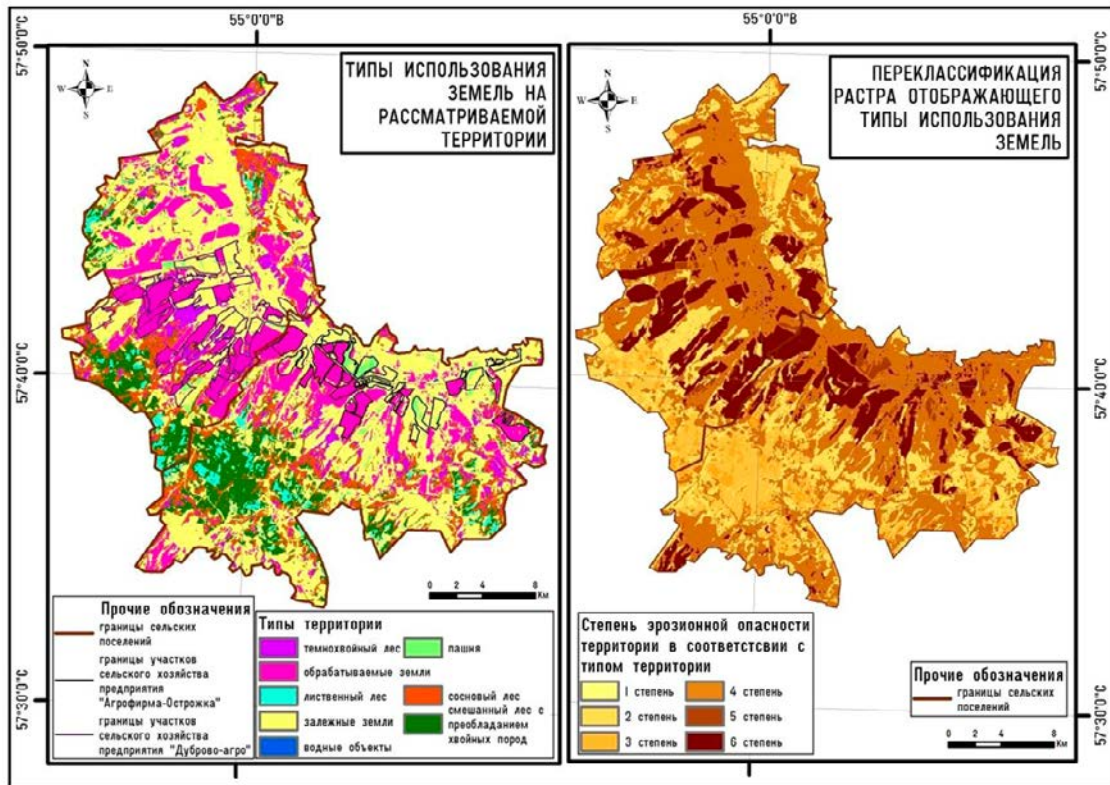 55°0'0"В
55°0'0"В
57°5'0"С
57°4'0"С
57°3'0"С
57°50'0"С
57°40'0"С
57°30'0"С
N
W E
S
ТИПЫ ИСПОЛЬЗОВАНИЯ
ЗЕМЕЛЬ НА
РАССМАТРИВАЕМОЙ
ТЕРРИТОРИИ
0 2 4 8
Км
Прочие обозначения
границы сельских
поселений
границы участков
сельского хозяйства
предприятия
"Агрофирма-Острожка"
границы участков
сельского хозяйства
предприятия "Дуброво-агро"
Типы территории
темнохвойный лес
пашня
обрабатываемые земли
лиственный лес
сосновый лес
залежные земли
смешанный лес с
преобладанием
хвойных пород
водные объекты
N
W E
S
ПЕРЕКЛАССИФИКАЦИЯ
РАСТРА ОТОБРАЖАЮЩЕГО
ТИПЫ ИСПОЛЬЗОВАНИЯ
ЗЕМЕЛЬ
Степень эрозионной опасности
территории в соответствии с
типом территории
1 степень
4 степень
2 степень
5 степень
3 степень
6 степень
Прочие обозначения
границы сельских
поселений
0 2 4 8
Км